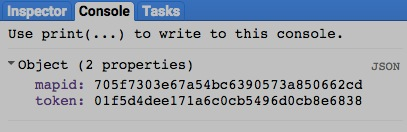 Inspector Console Tasks
Use print(...) to write to this console.
Object (2 properties) JSON
mapid: 705f7303e67a54bc6390573a850662cd
token: 01f5d4dee171a6c0cb5496d0cb8e6838